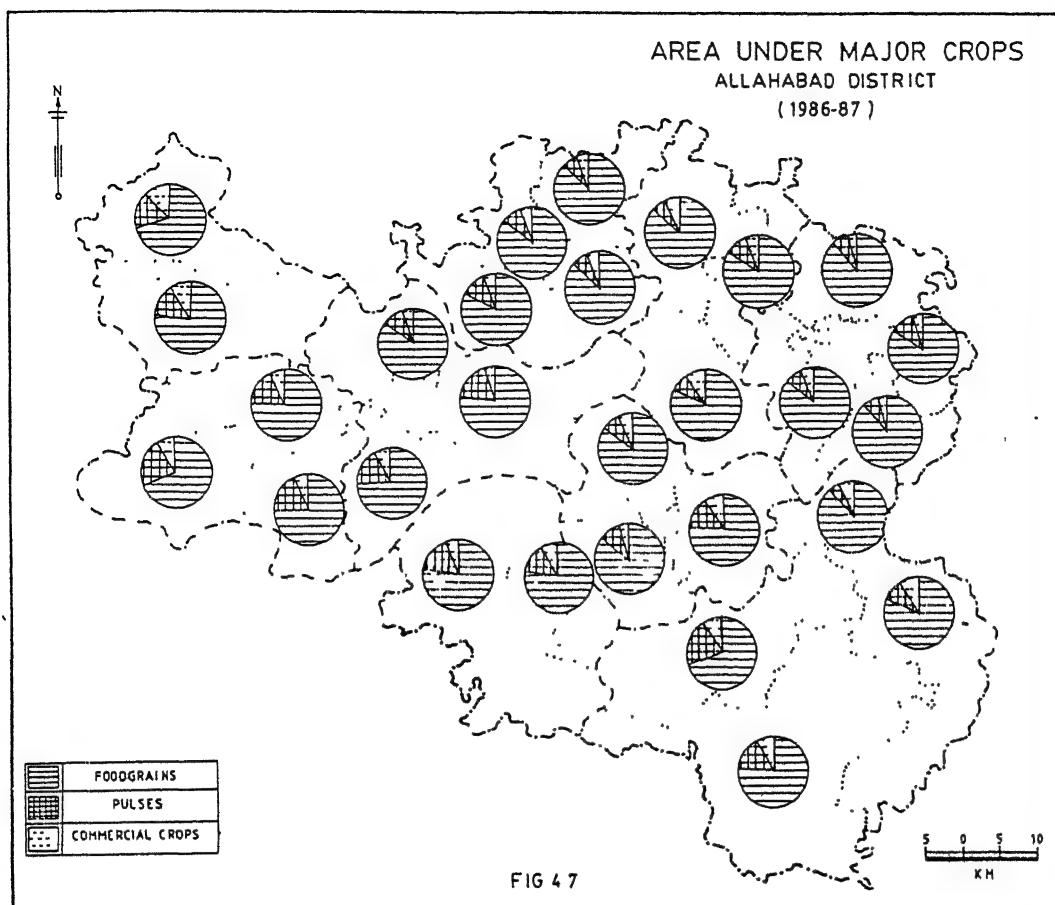 AREA UNDER MAJOR CROPS
ALLAHABAD DISTRICT
(1986-87)
N
FOODGRAINS
PULSES
COMMERCIAL CROPS
5 0 5 10
KM
FIG 4 7